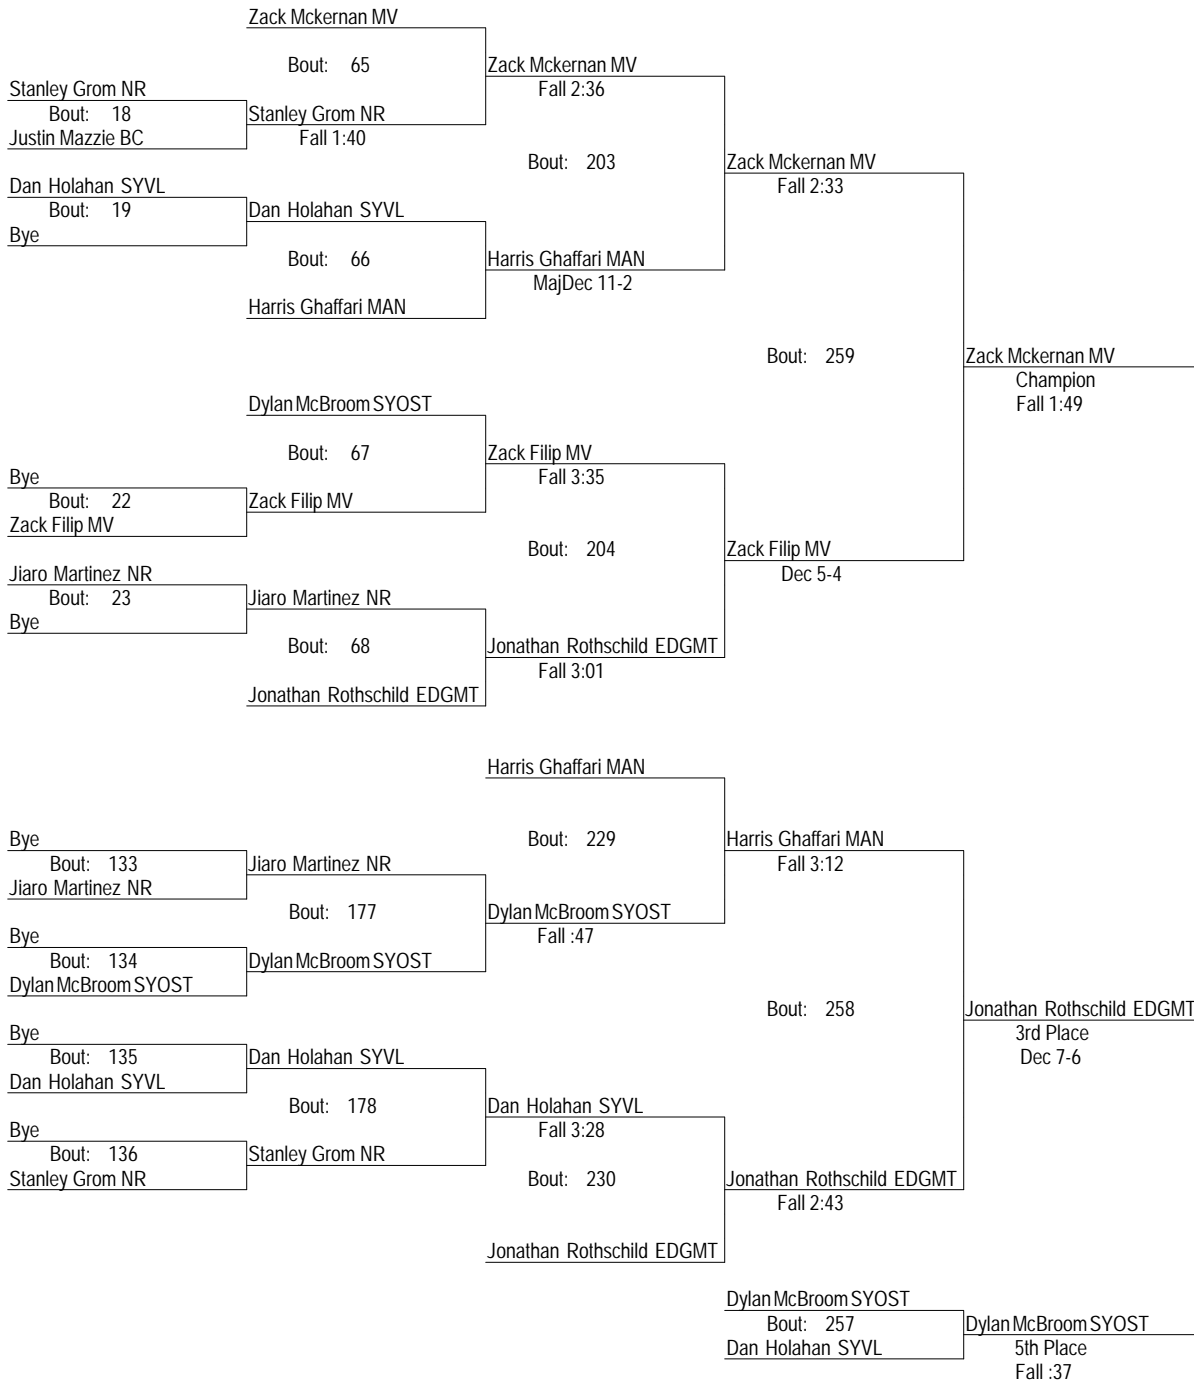 Zack Mckernan MV
Bout: 65
Zack Mckernan MV
Stanley Grom NR
Fall 2:36
Bout: 18
Stanley Grom NR
Justin Mazzie BC
Fall 1:40
Bout: 203
Zack Mckernan MV
Dan Holahan SYVL
Fall 2:33
Bout: 19
Dan Holahan SYVL
Bye
Bout: 66
Harris Ghaffari MAN
MajDec 11-2
Harris Ghaffari MAN
Bout: 259
Zack Mckernan MV
Champion
Dylan McBroom SYOST
Fall 1:49
Bout: 67
Zack Filip MV
Bye
Fall 3:35
Bout: 22
Zack Filip MV
Zack Filip MV
Bout: 204
Zack Filip MV
Jiaro Martinez NR
Dec 5-4
Bout: 23
Jiaro Martinez NR
Bye
Bout: 68
Jonathan Rothschild EDGMT
Fall 3:01
Jonathan Rothschild EDGMT
Harris Ghaffari MAN
Bye
Bout: 229
Harris Ghaffari MAN
Bout: 133
Jiaro Martinez NR
Fall 3:12
Jiaro Martinez NR
Bout: 177
Dylan McBroom SYOST
Bye
Fall :47
Bout: 134
Dylan McBroom SYOST
Dylan McBroom SYOST
Bout: 258
Jonathan Rothschild EDGMT
Bye
3rd Place
Bout: 135
Dan Holahan SYVL
Dec 7-6
Dan Holahan SYVL
Bout: 178
Dan Holahan SYVL
Bye
Fall 3:28
Bout: 136
Stanley Grom NR
Stanley Grom NR
Bout: 230
Jonathan Rothschild EDGMT
Fall 2:43
Jonathan Rothschild EDGMT
Dylan McBroom SYOST
Bout: 257
Dylan McBroom SYOST
Dan Holahan SYVL
5th Place
Fall :37